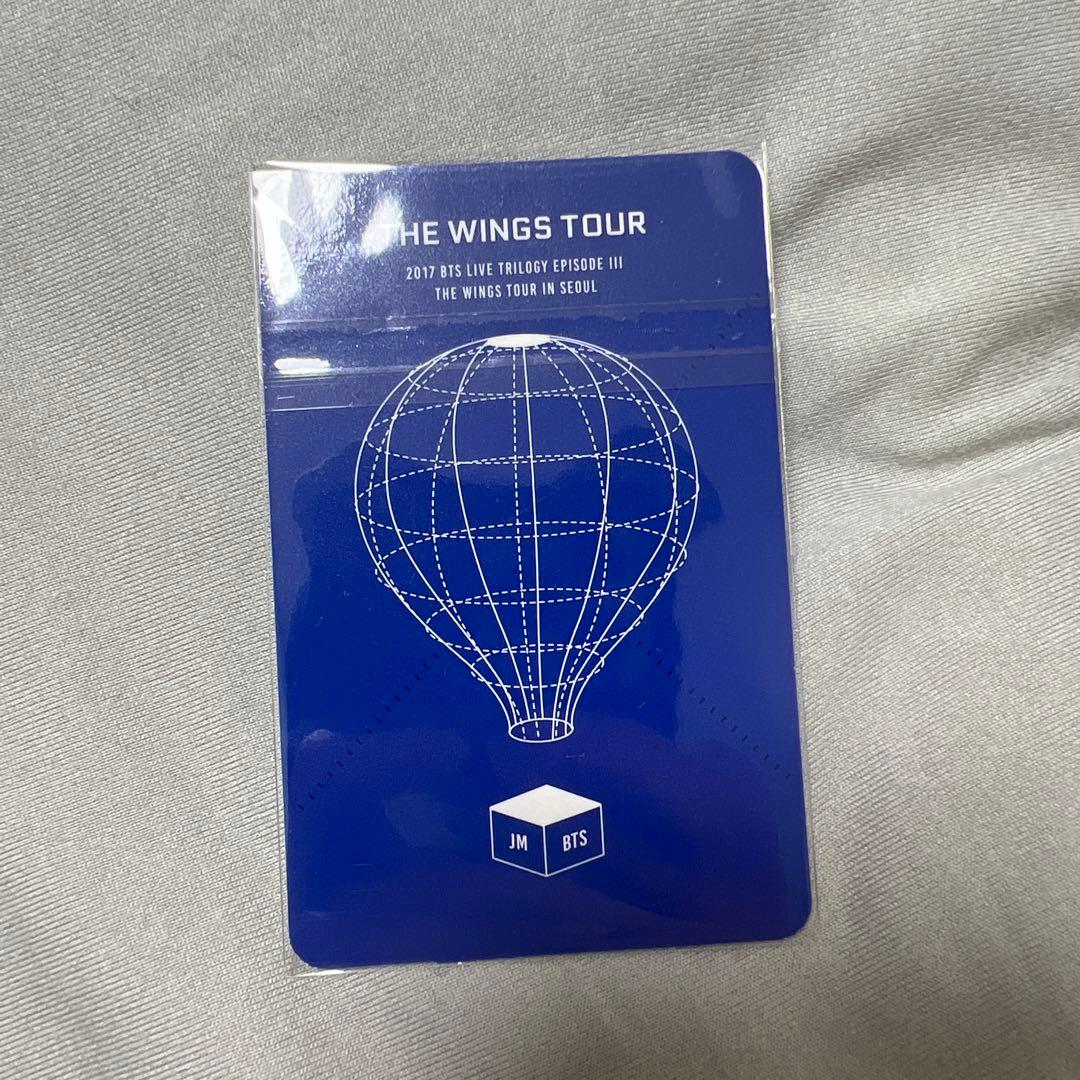 THE WINGS TOUR
2017 BTS LIVE TRILOGY EPISODE III
THE WINGS TOUR IN SEOUL
JM BTS